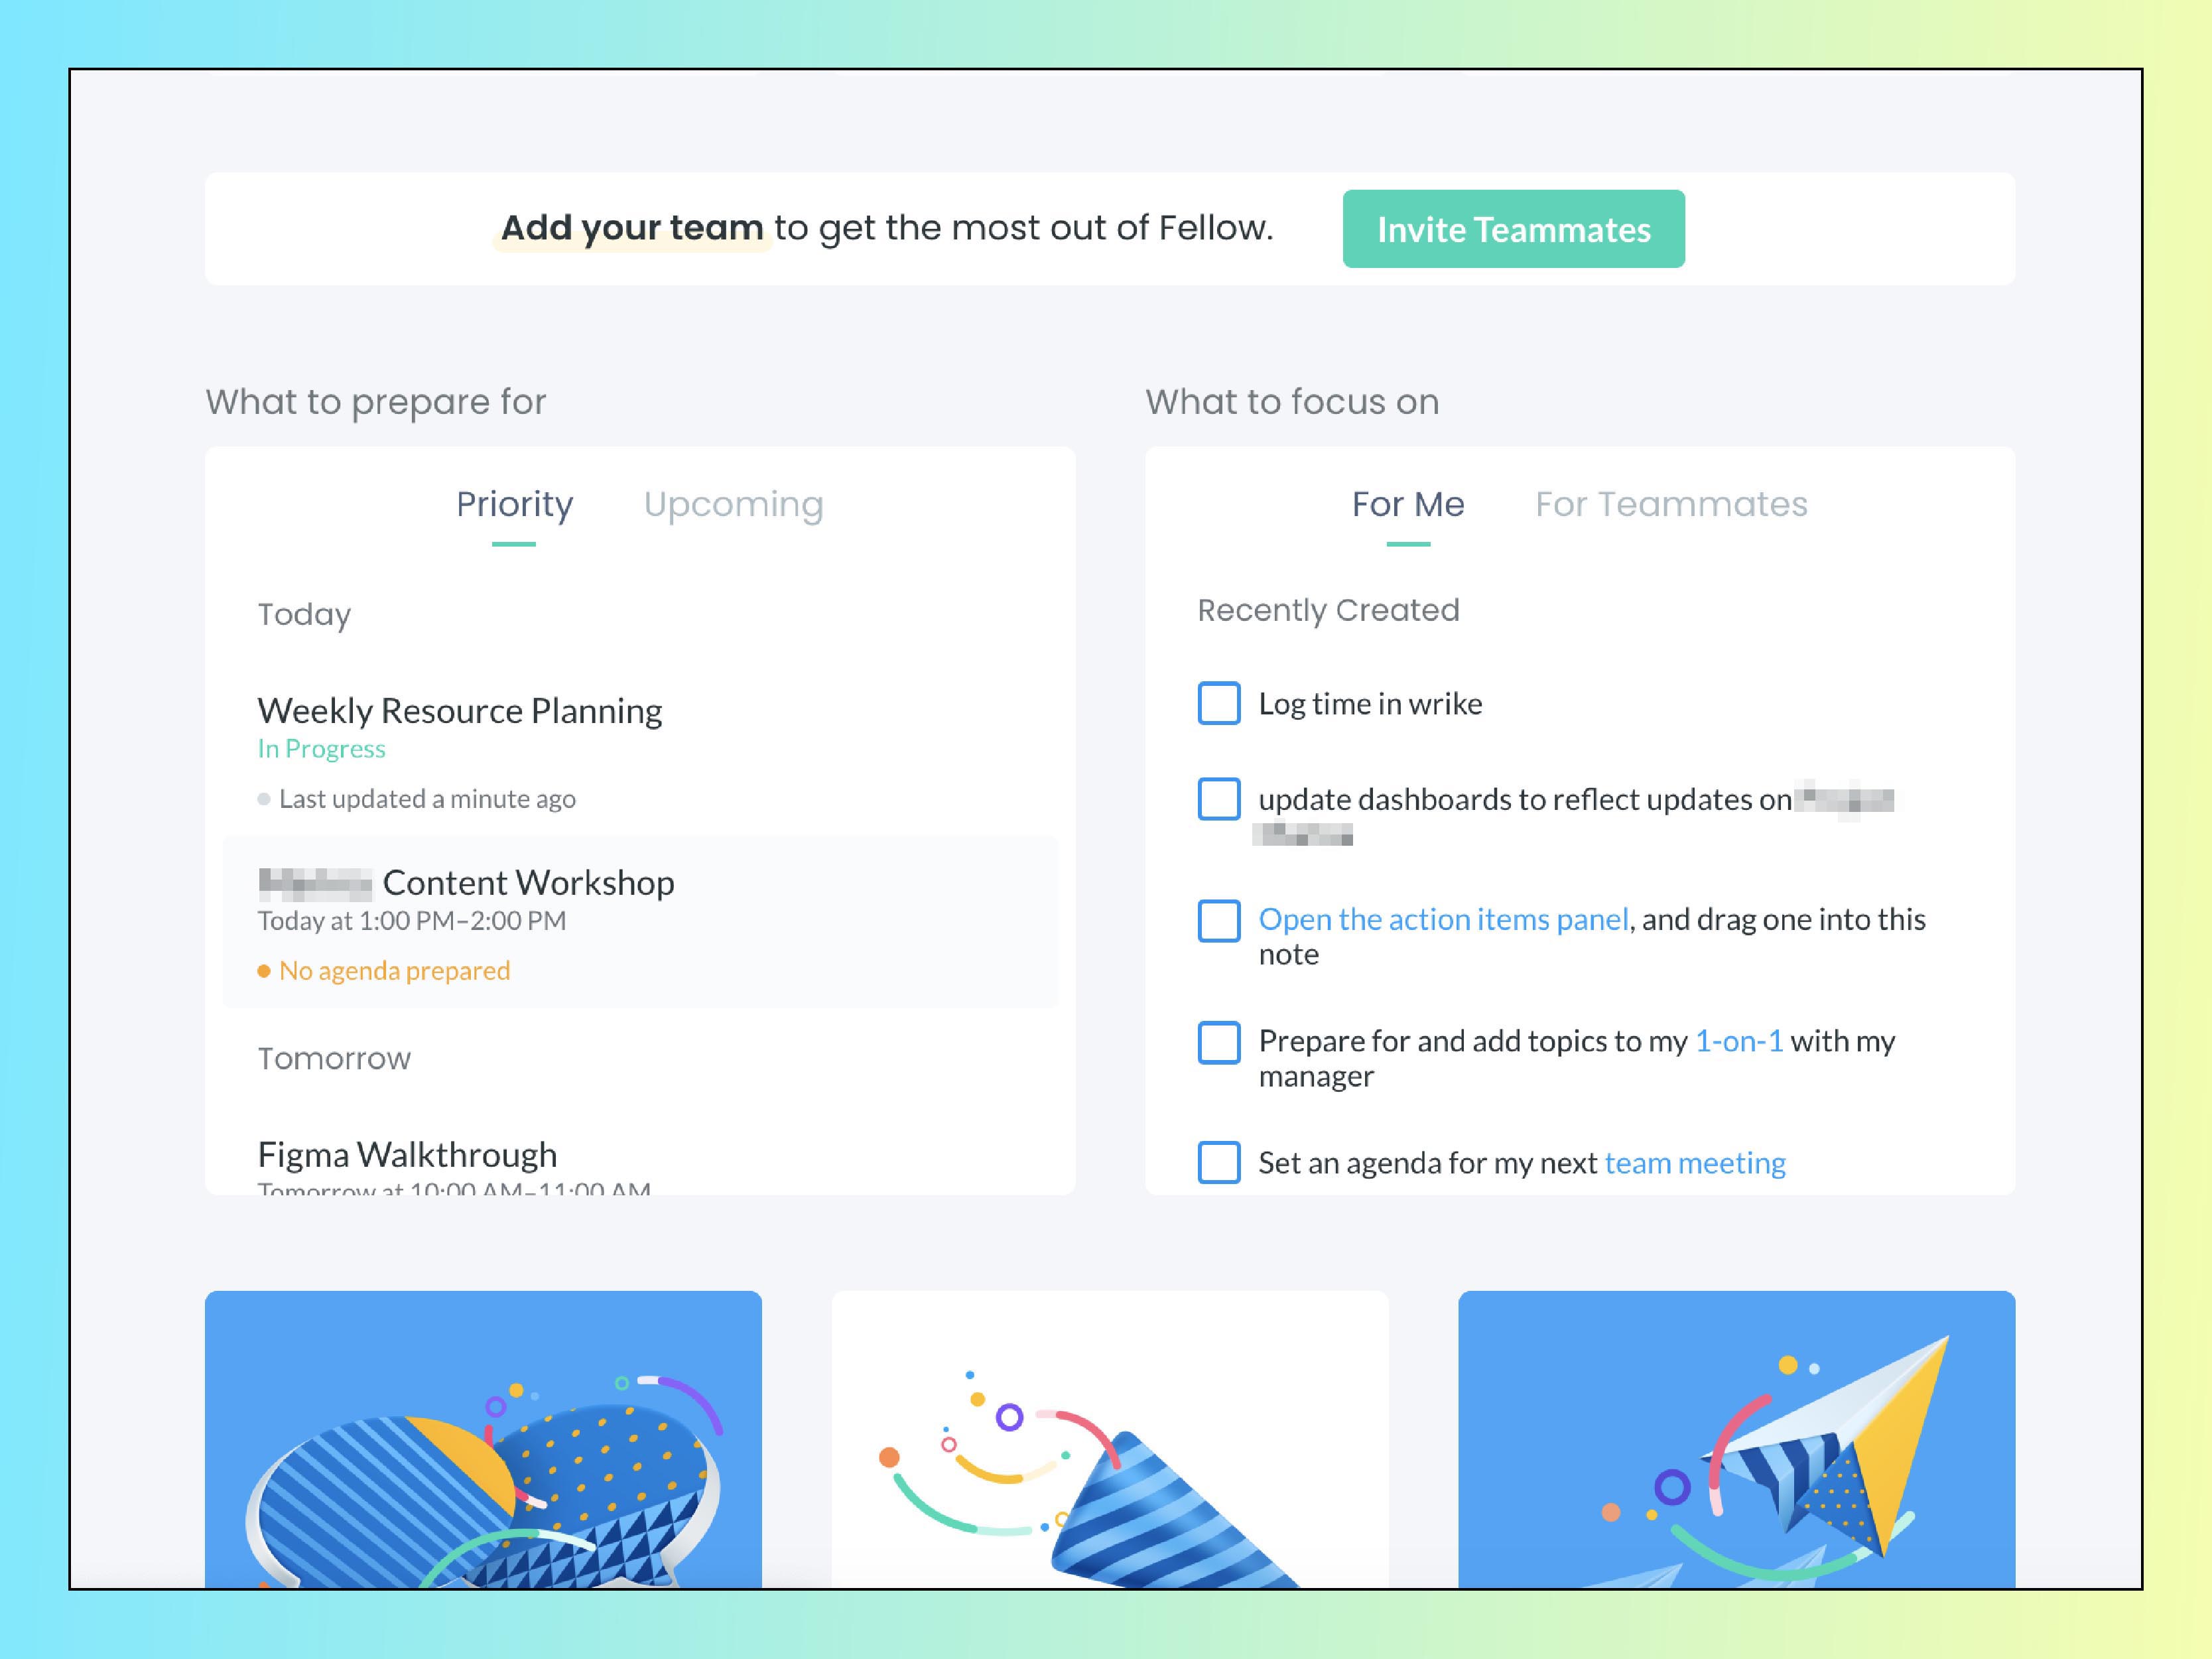 Add your team to get the most out of Fellow.
Invite Teammates
What to prepare for
Priority
Upcoming
Today
Weekly Resource Planning
In Progress
Last updated a minute ago
Content Workshop
Today at 1:00 PM–2:00 PM
No agenda prepared
Tomorrow
Figma Walkthrough
Tomorrow at 10:00 AM–11:00 AM
What to focus on
For Me
For Teammates
Recently Created
Log time in wrike
update dashboards to reflect updates on
Open the action items panel, and drag one into this
note
Prepare for and add topics to my 1-on-1 with my
manager
Set an agenda for my next team meeting